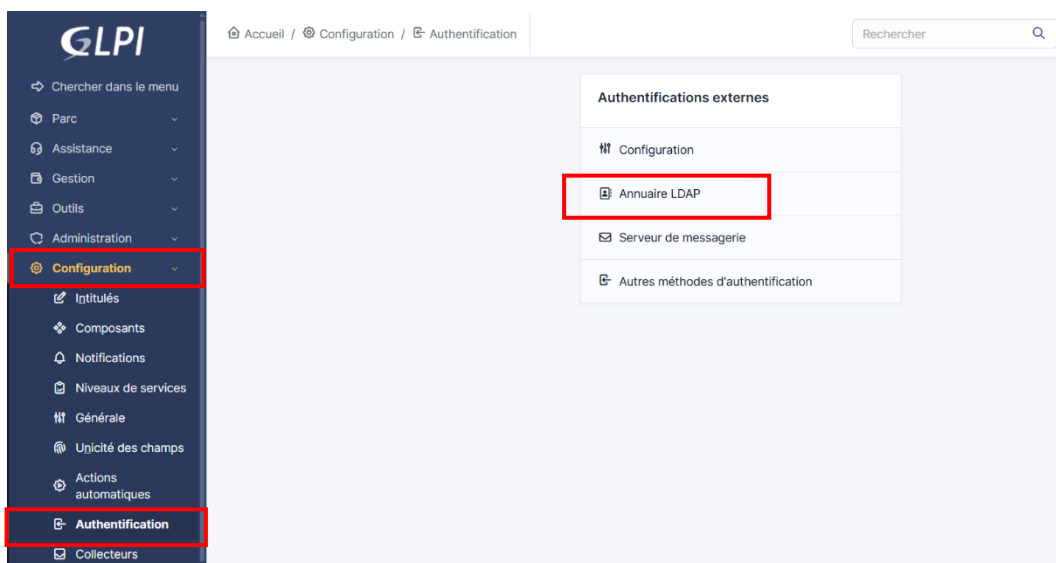 GLPI
Accueil / Configuration / Authentification
Rechercher
Chercher dans le menu
Parc
Assistance
Gestion
Outils
Administration
Configuration
Intitulés
Composants
Notifications
Niveaux de services
Générale
Unicité des champs
Actions
automatiques
Authentification
Collecteurs
Authentifications externes
Configuration
Annuaire LDAP
Serveur de messagerie
Autres méthodes d'authentification